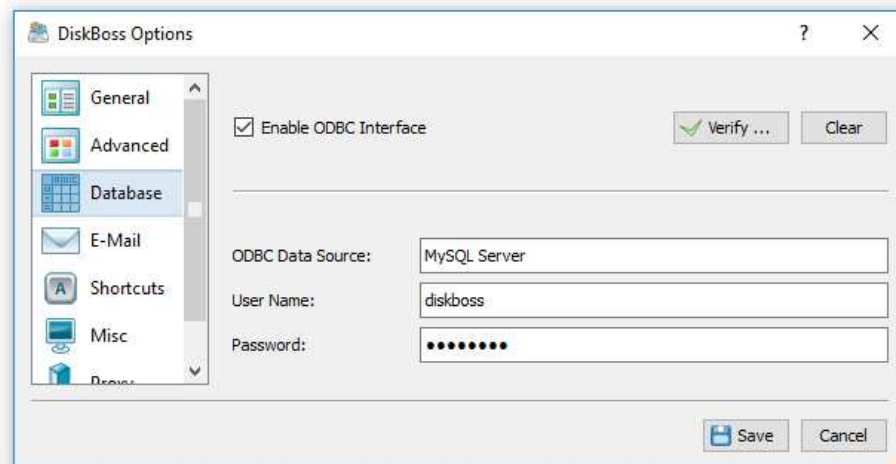 DiskBoss Options
?
General
Advanced
Database
E-Mail
Shortcuts
Misc
Proxy
Enable ODBC Interface
Verify ...
Clear
ODBC Data Source:
MySQL Server
User Name:
diskboss
Password:
••••••••
Save
Cancel